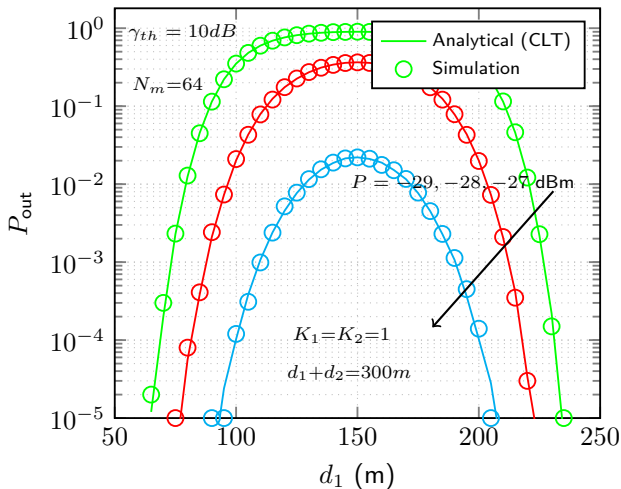 10^0
10^−1
10^−2
10^−3
10^−4
10^−5
P_out
γ_th = 10dB
N_m=64
Analytical (CLT)
Simulation
P = −29, −28, −27 dBm
K_1=K_2=1
d_1+d_2=300m
50 100 150 200 250
d_1 (m)